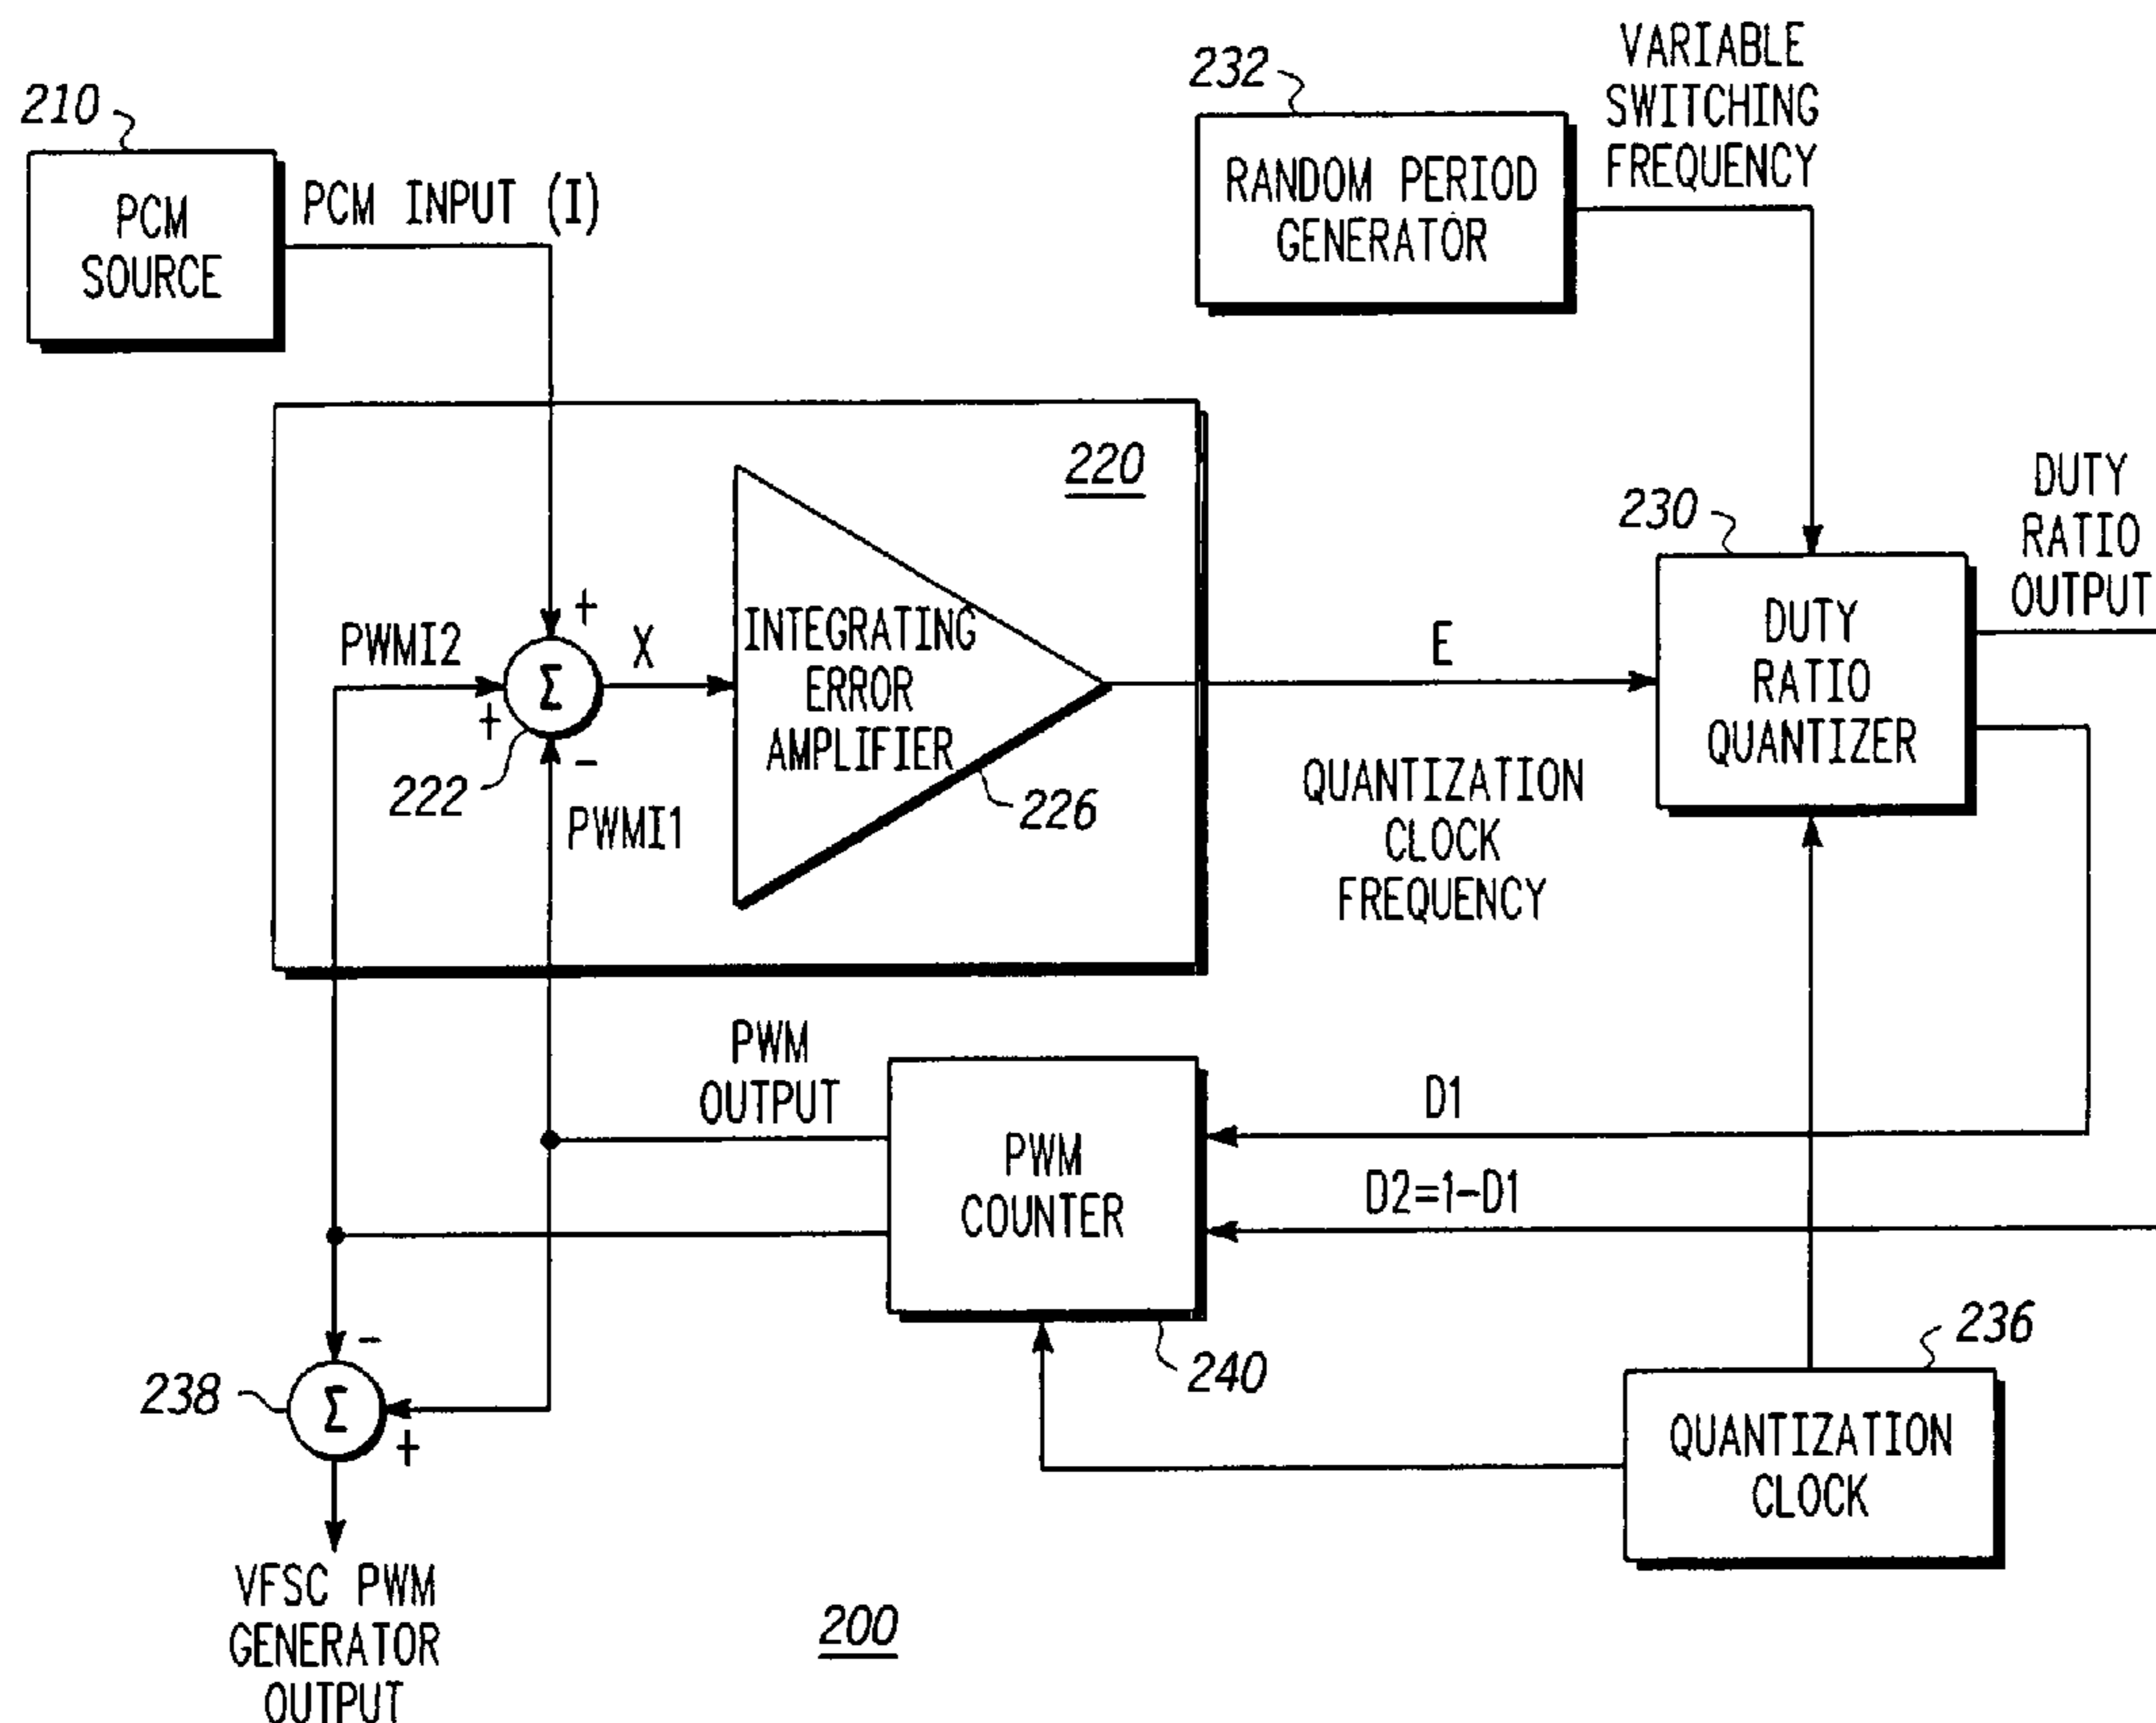 232
VARIABLE
SWITCHING
FREQUENCY
210
PCM
SOURCE
PCM INPUT (I)
RANDOM PERIOD
GENERATOR
220
230
DUTY
RATIO
OUTPUT
+
PWMI2
+
Σ
X
INTEGRATING
ERROR
AMPLIFIER
E
DUTY
RATIO
QUANTIZER
222
-
PWMI1
226
QUANTIZATION
CLOCK
FREQUENCY
PWM
OUTPUT
PWM
COUNTER
D1
D2=1-D1
240
236
QUANTIZATION
CLOCK
-
238
Σ
+
VFSC PWM
GENERATOR
OUTPUT
200